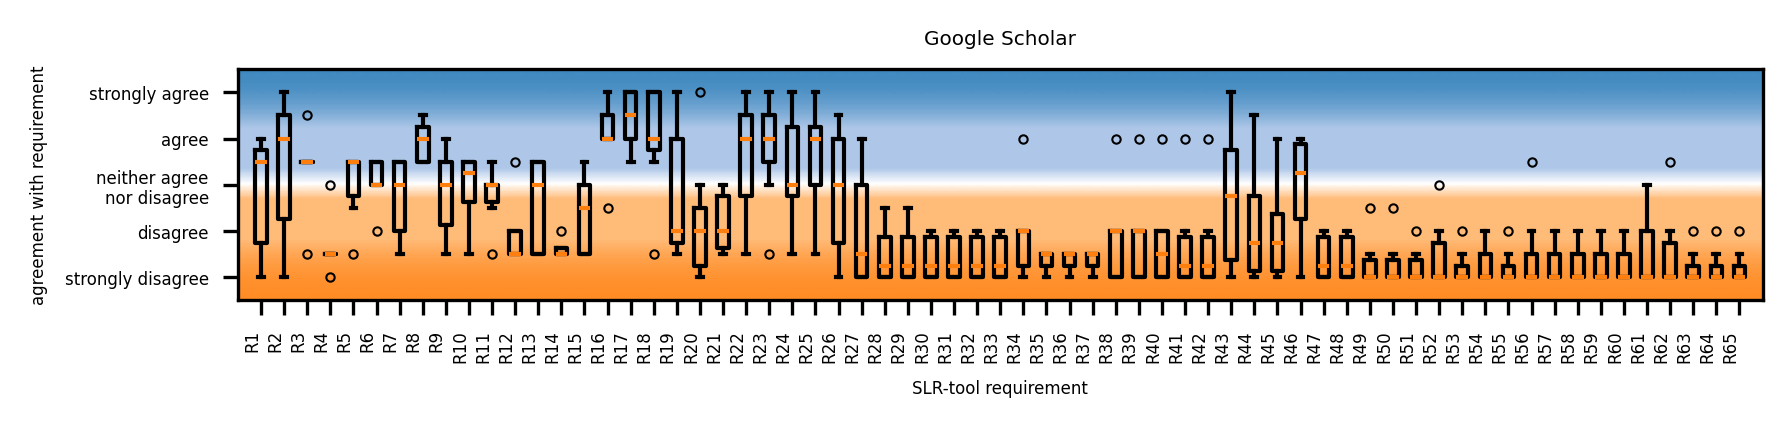 Google Scholar
agreement with requirement
strongly agree
agree
neither agree
nor disagree
disagree
strongly disagree
R1
R2
R3
R4
R5
R6
R7
R8
R9
R10
R11
R12
R13
R14
R15
R16
R17
R18
R19
R20
R21
R22
R23
R24
R25
R26
R27
R28
R29
R30
R31
R32
R33
R34
R35
R36
R37
R38
R39
R40
R41
R42
R43
R44
R45
R46
R47
R48
R49
R50
R51
R52
R53
R54
R55
R56
R57
R58
R59
R60
R61
R62
R63
R64
R65
SLR-tool requirement